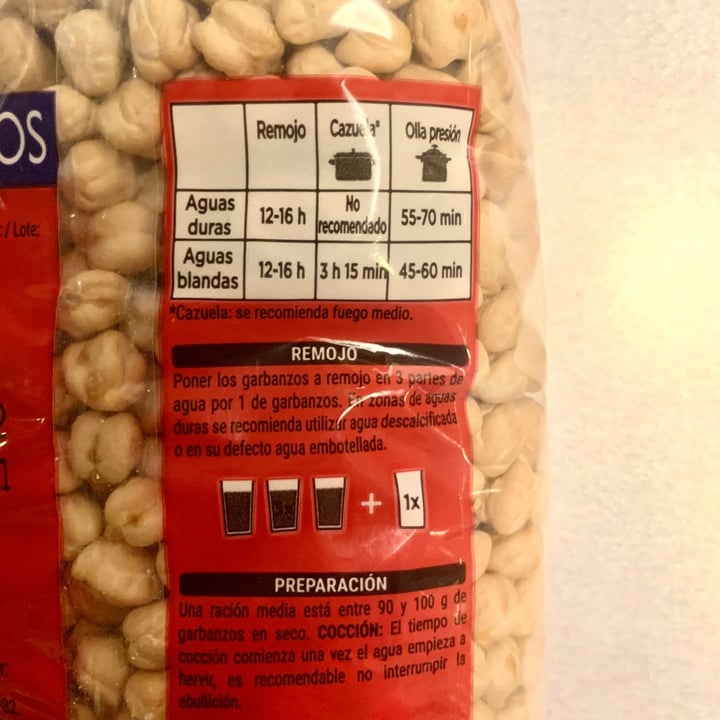 OS
/ Lote:
Remojo Cazuela* Olla presión
Aguas duras 12-16 h No recomendado 55-70 min
Aguas blandas 12-16 h 3 h 15 min 45-60 min
*Cazuela: se recomienda fuego medio.
REMOJO
Poner los garbanzos a remojo en 3 partes de
agua por 1 de garbanzos. En zonas de aguas
duras se recomienda utilizar agua descalcificada
o en su defecto agua embotellada.
3x + 1x
PREPARACIÓN
Una ración media está entre 90 y 100 g de
garbanzos en seco. COCCIÓN: El tiempo de
cocción comienza una vez el agua empieza a
hervir, es recomendable no interrumpir la
ebullición.